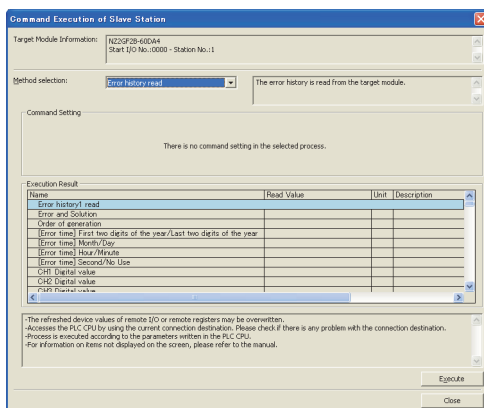 Command Execution of Slave Station
Target Module Information:
NZ2GF2B-60DA4
Start I/O No.:0000 - Station No.:1
Method selection:
Error history read
The error history is read from the target module.
Command Setting
There is no command setting in the selected process.
Execution Result
Name Read Value Unit Description
Error history1 read
Error and Solution
Order of generation
[Error time] First two digits of the year/Last two digits of the year
[Error time] Month/Day
[Error time] Hour/Minute
[Error time] Second/No Use
CH1 Digital value
CH2 Digital value
CH3 Digital value
-The refreshed device values of remote I/O or remote registers may be overwritten.
-Accesses the PLC CPU by using the current connection destination. Please check if there is any problem with the connection destination.
-Process is executed according to the parameters written in the PLC CPU.
-For information on items not displayed on the screen, please refer to the manual.
Execute
Close